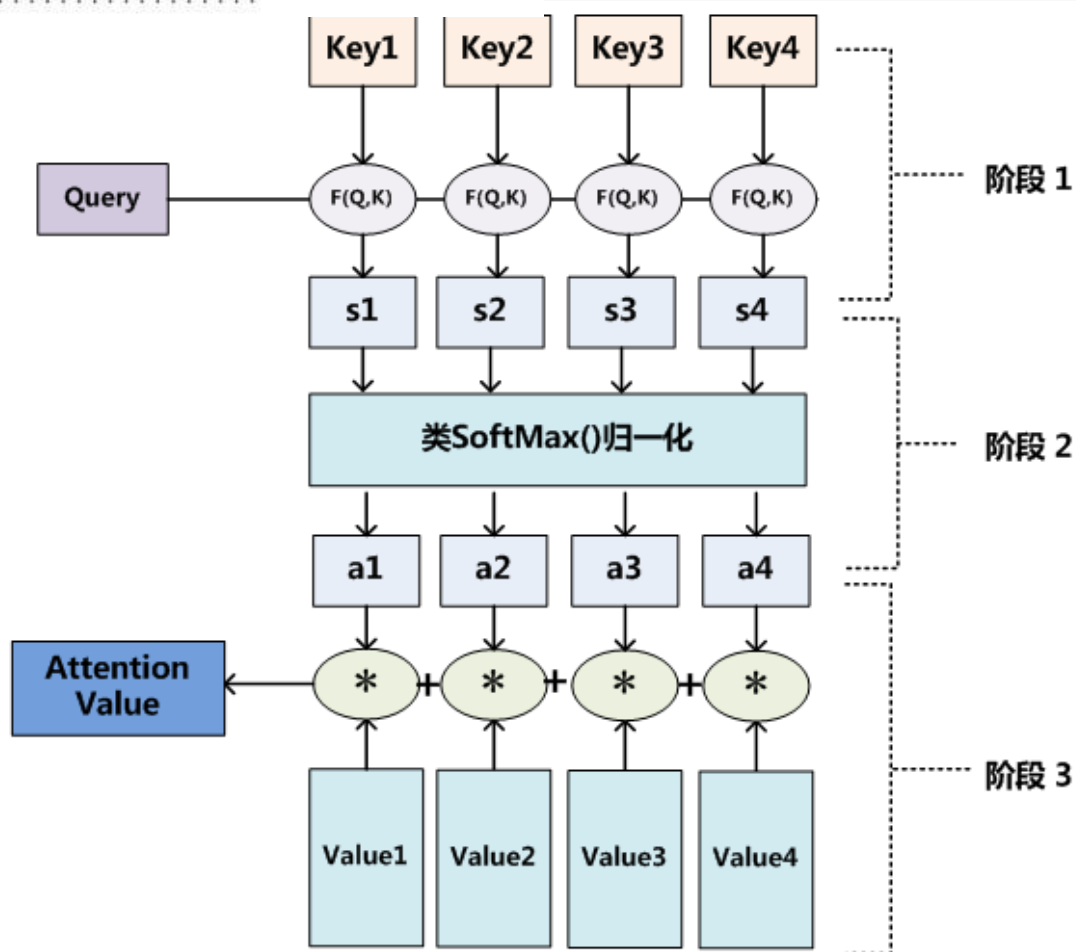 Key1 Key2 Key3 Key4
阶段 1
Query F(Q,K) F(Q,K) F(Q,K) F(Q,K)
s1 s2 s3 s4
类SoftMax()归一化
阶段 2
a1 a2 a3 a4
Attention
Value
* + * + * + *
阶段 3
Value1 Value2 Value3 Value4